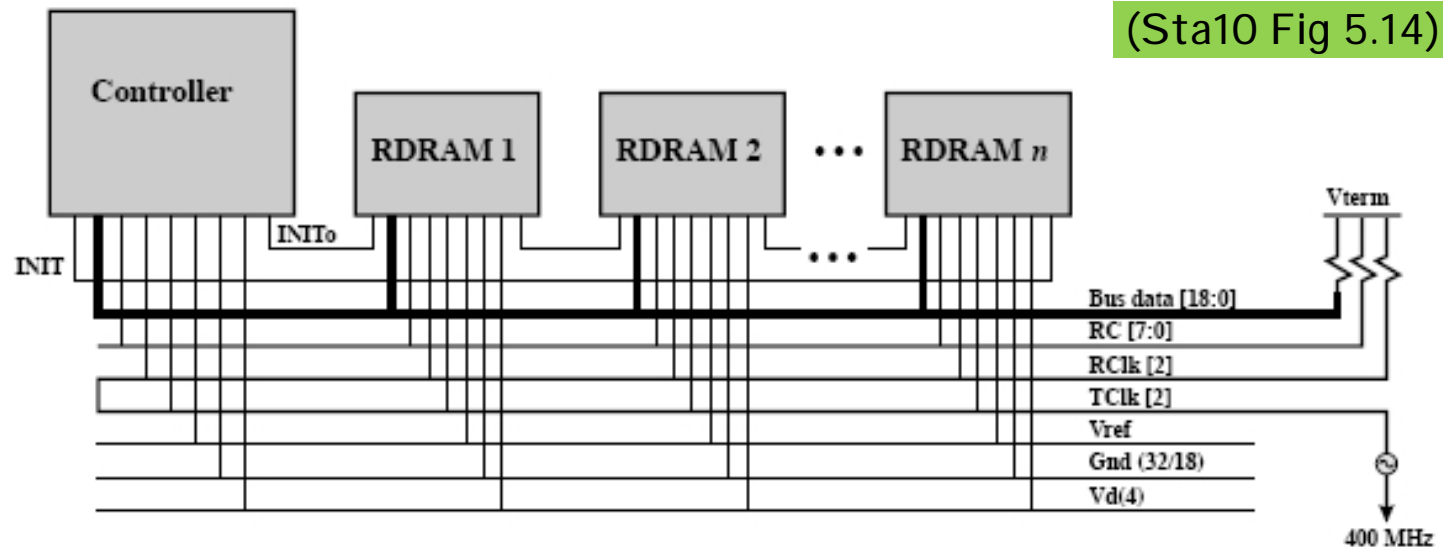 (Sta10 Fig 5.14)
Controller
RDRAM 1
RDRAM 2
• • •
RDRAM n
Vterm
INITo
• • •
INIT
Bus data [18:0]
RC [7:0]
RClk [2]
TClk [2]
Vref
Gnd (32/18)
Vd(4)
400 MHz